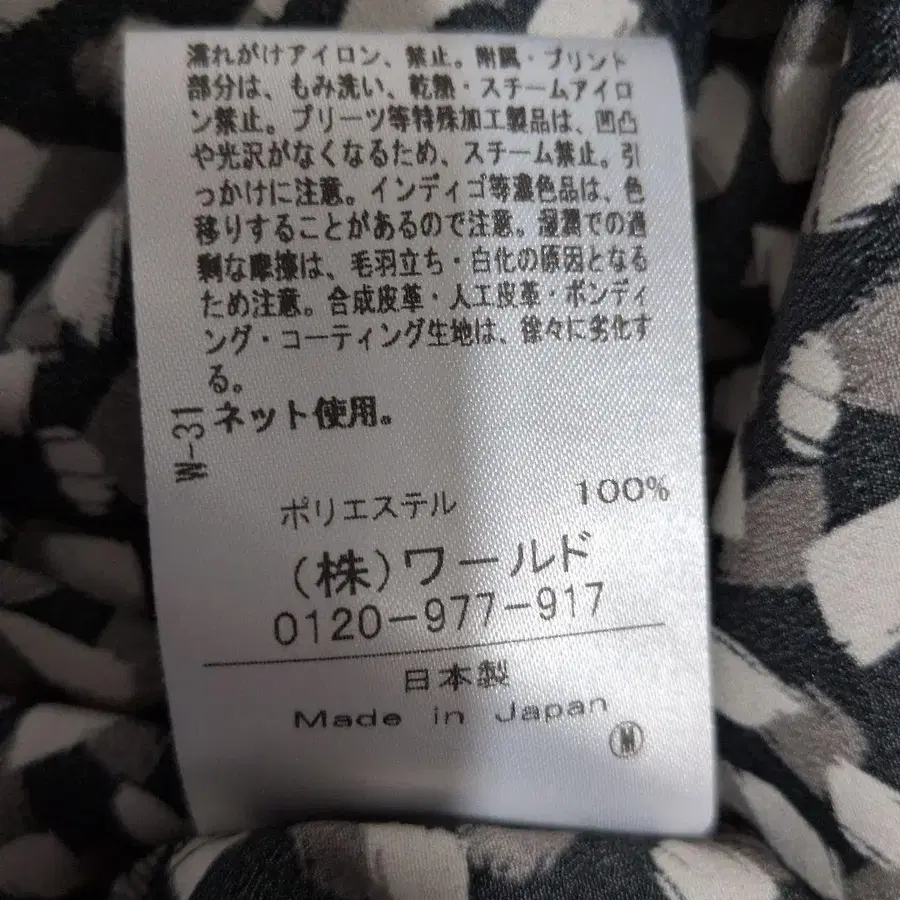 濡れがけアイロン、禁止。附属・プリント
部分は、もみ洗い、乾熱・スチームアイロ
ン禁止。プリーツ等特殊加工製品は、凹凸
や光沢がなくなるため、スチーム禁止。引
っかけに注意。インディゴ等濃色品は、色
移りすることがあるので注意。湿潤での過
剰な摩擦は、毛羽立ち・白化の原因となる
ため注意。合成皮革・人工皮革・ボンディ
ング・コーティング生地は、徐々に劣化す
る。
ネット使用。
W-31
ポリエステル 100%
(株)ワールド
0120-977-917
日本製
Made in Japan
M